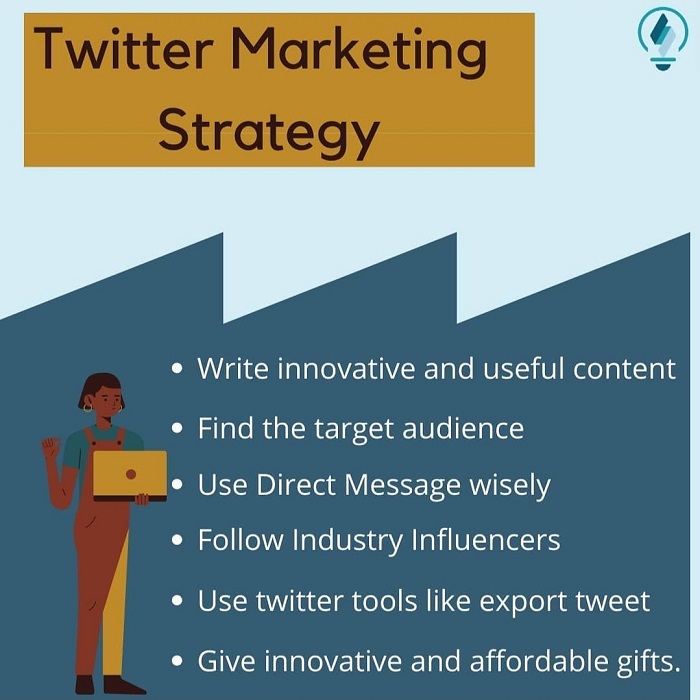 Twitter Marketing
Strategy
• Write innovative and useful content
• Find the target audience
• Use Direct Message wisely
• Follow Industry Influencers
• Use twitter tools like export tweet
• Give innovative and affordable gifts.